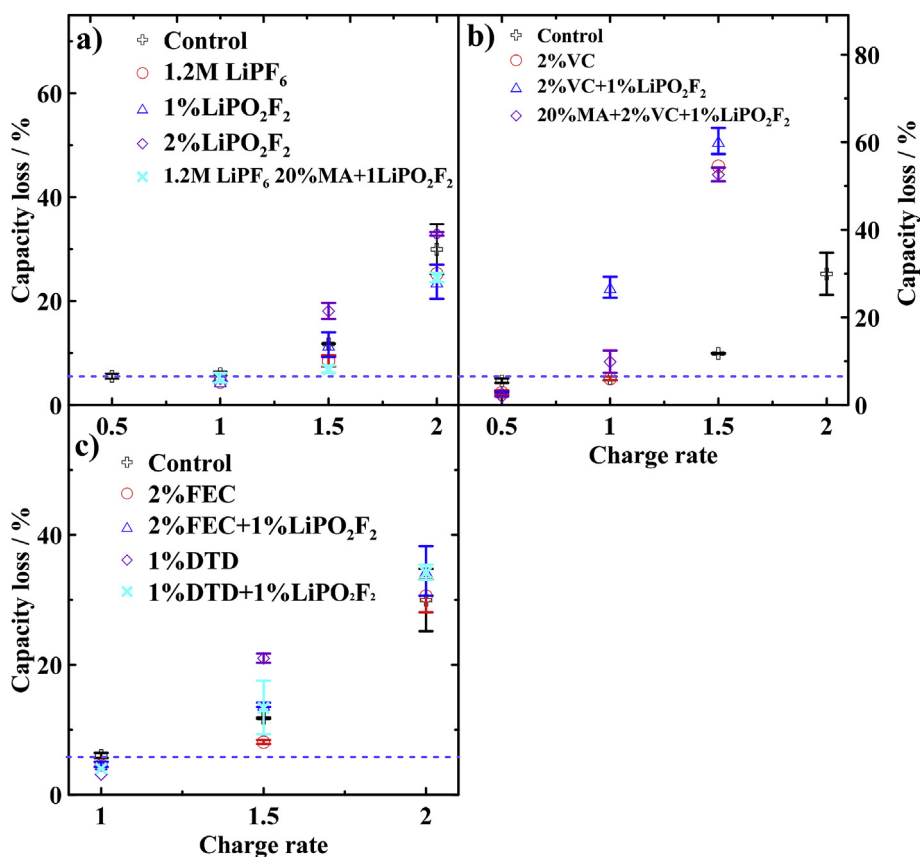 a)
Control
1.2M LiPF₆
1%LiPO₂F₂
2%LiPO₂F₂
1.2M LiPF₆ 20%MA+1LiPO₂F₂
Capacity loss / %
60
40
20
0
0.5 1 1.5 2
b)
Control
2%VC
2%VC+1%LiPO₂F₂
20%MA+2%VC+1%LiPO₂F₂
80
60
40
20
0
Capacity loss / %
0.5 1 1.5 2
Charge rate
c)
Control
2%FEC
2%FEC+1%LiPO₂F₂
1%DTD
1%DTD+1%LiPO₂F₂
Capacity loss / %
40
20
0
1 1.5 2
Charge rate